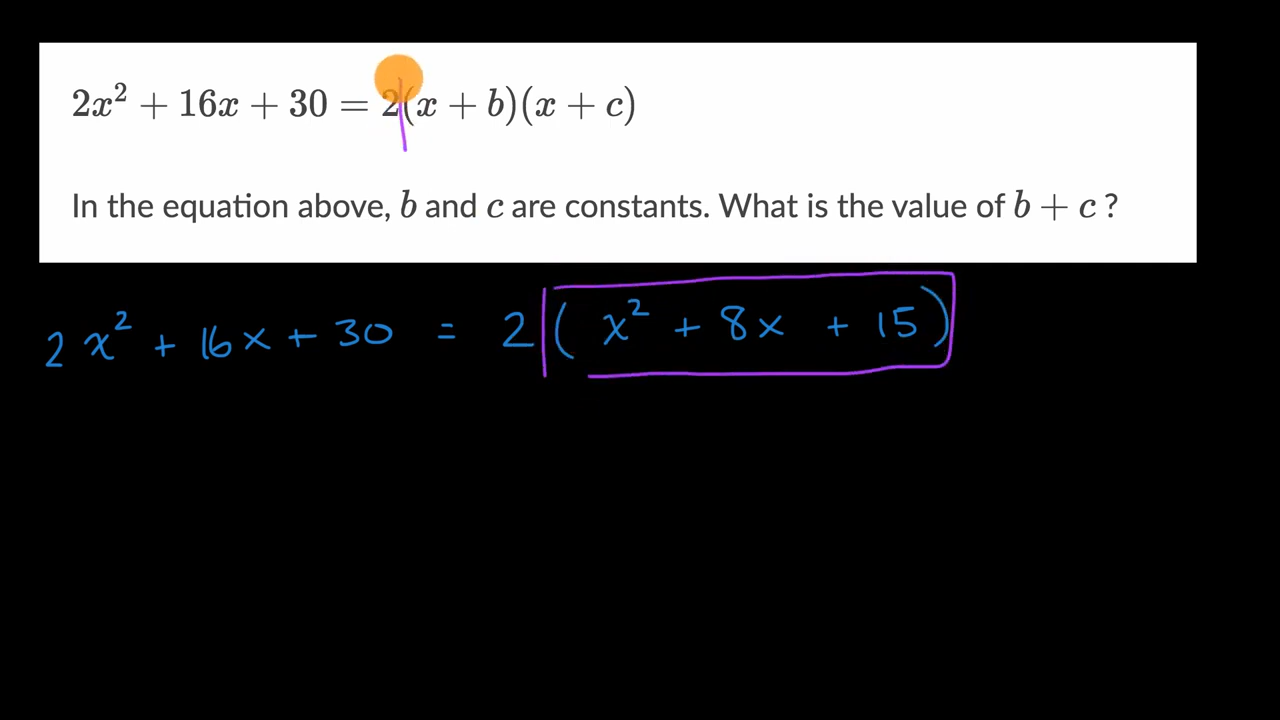 2x² + 16x + 30 = 2(x + b)(x + c)
In the equation above, b and c are constants. What is the value of b + c ?
2x² + 16x + 30 = 2(x² + 8x + 15)